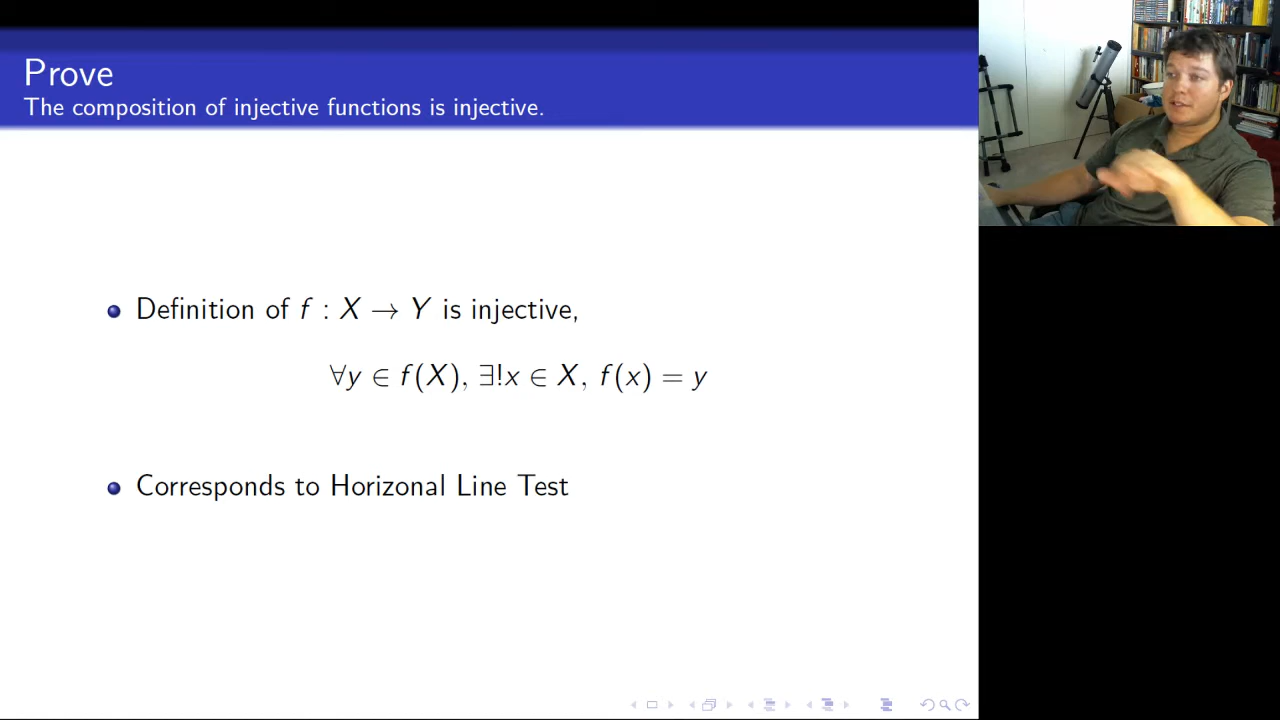 Prove
The composition of injective functions is injective.
Definition of f : X → Y is injective,
∀y ∈ f(X), ∃!x ∈ X, f(x) = y
Corresponds to Horizonal Line Test